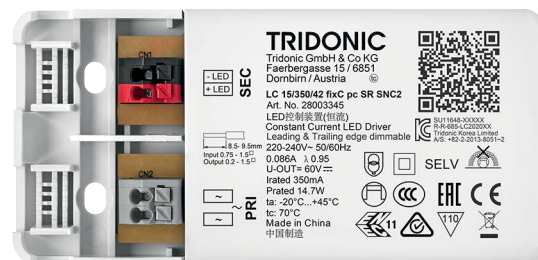 CN1
- LED
+ LED
SEC
8.5- 9.5mm
Input 0.75 - 1.5
Output 0.2 - 1.5
CN2
~
~
~
PRI
TRIDONIC
Tridonic GmbH & Co KG
Faerbergasse 15 / 6851
Dornbirn / Austria
tc
LC 15/350/42 fixC pc SR SNC2
Art. No. 28003345
LED控制装置(恒流)
Constant Current LED Driver
Leading & Trailing edge dimmable
220-240V~ 50/60Hz
0.086A λ 0.95
U-OUT= 60V
Irated 350mA
Prated 14.7W
ta: -20°C...+45°C
tc: 70°C
Made in China
中国制造
SU11648-XXXXX
R-R-685-LC2020XX
Tridonic Korea Limited
A/S: +82-2-2013-8051~2
SELV
CCC
EAC
CE
11
110